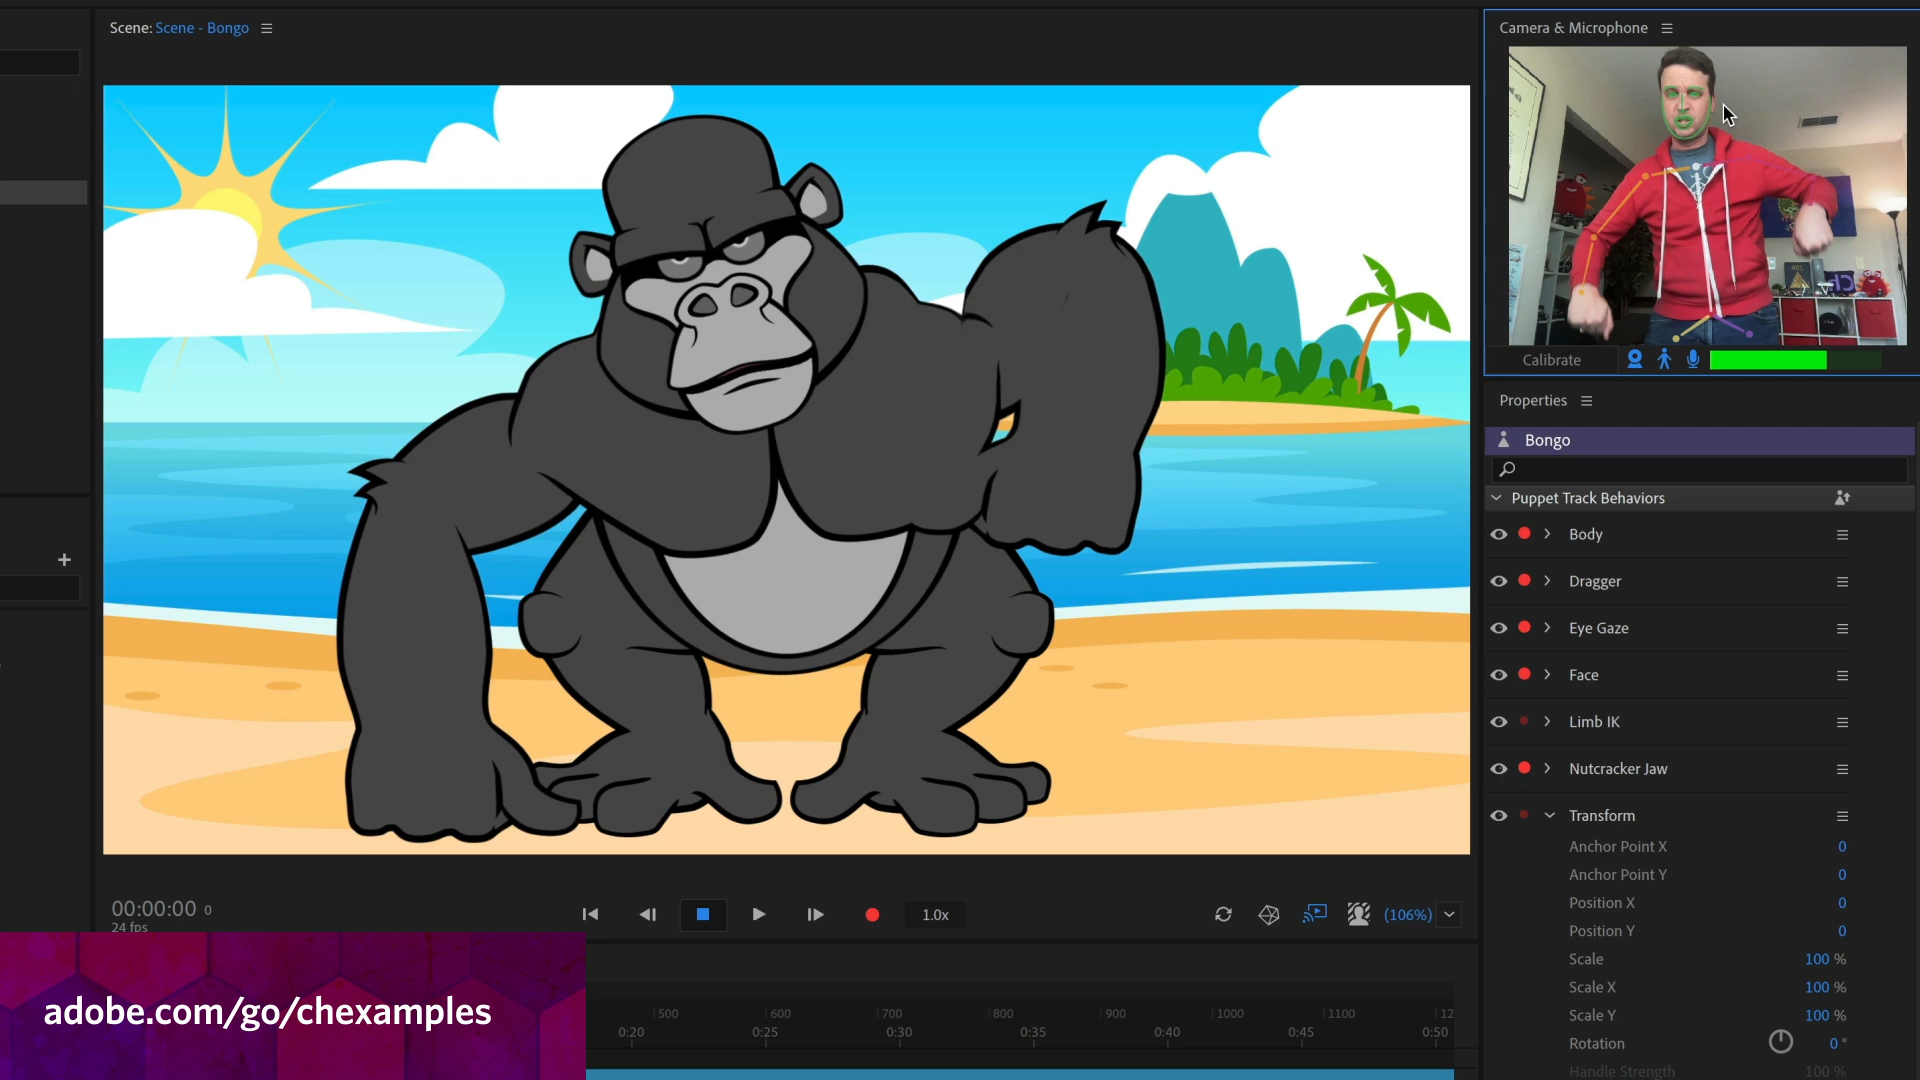 Scene: Scene - Bongo
Camera & Microphone
Calibrate
Properties
Bongo
Puppet Track Behaviors
Body
Dragger
Eye Gaze
Face
Limb IK
Nutcracker Jaw
Transform
Anchor Point X 0
Anchor Point Y 0
Position X 0
Position Y 0
Scale 100 %
Scale X 100 %
Scale Y 100 %
Rotation 0 °
Handle Strength 100 %
00:00:00 0
24 fps
1.0x
(106%)
adobe.com/go/chexamples
500 600 700 800 900 1000 1100 12
0:20 0:25 0:30 0:35 0:40 0:45 0:50